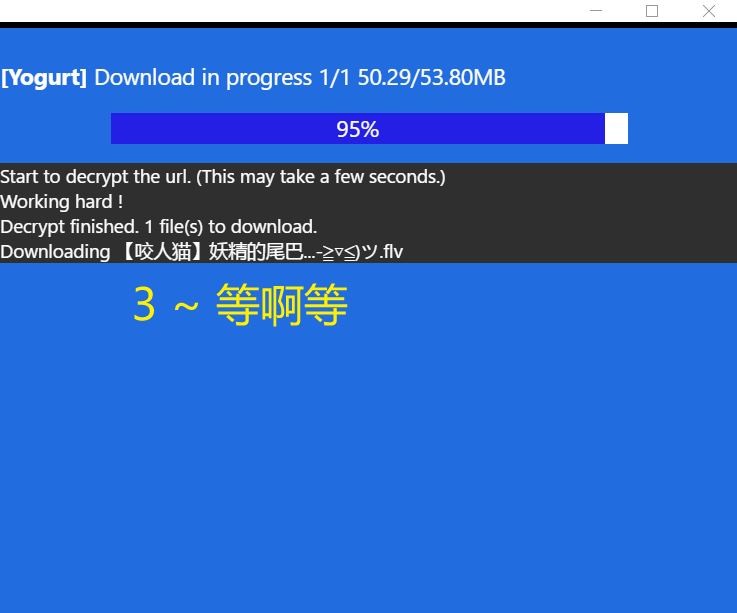 [Yogurt] Download in progress 1/1 50.29/53.80MB
95%
Start to decrypt the url. (This may take a few seconds.)
Working hard !
Decrypt finished. 1 file(s) to download.
Downloading 【咬人猫】妖精的尾巴...-≧▿≦)ツ.flv
3 ~ 等啊等